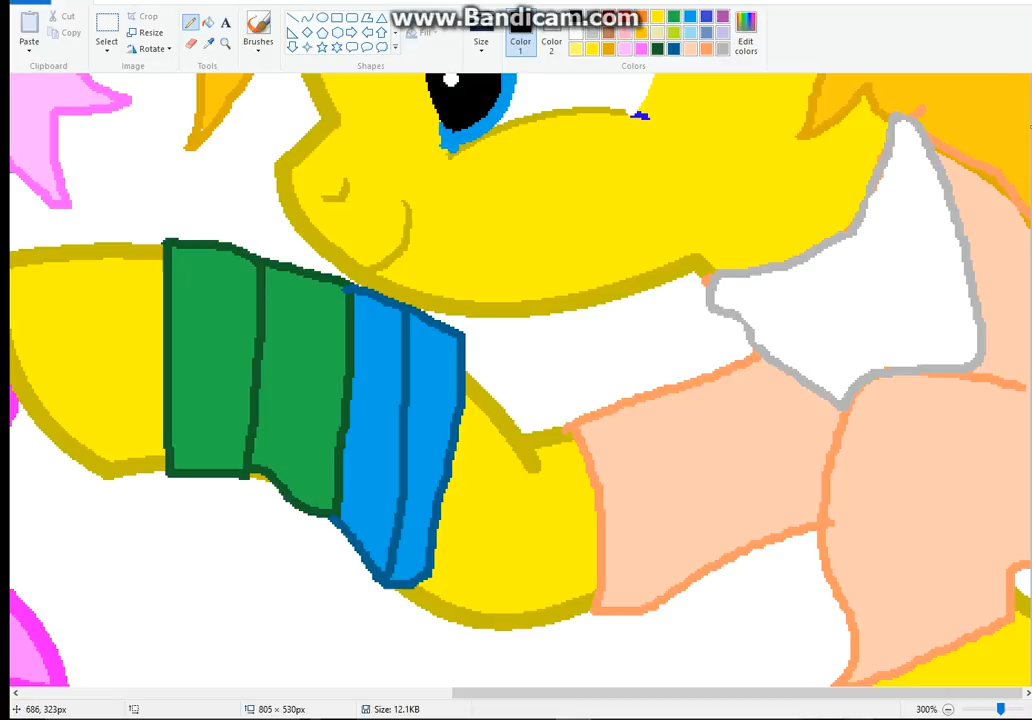 www.Bandicam.com
Cut
Crop
Copy
Resize
Fill
Paste
Select
Rotate
Brushes
Size
Color
1
Color
2
Edit
colors
Clipboard
Image
Tools
Shapes
Colors
686, 323px
805 × 530px
Size: 12.1KB
300%